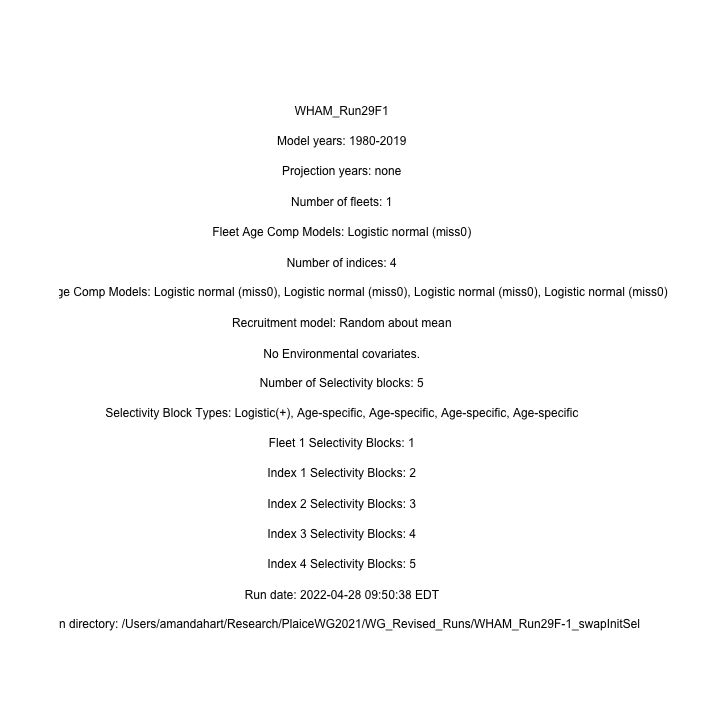 WHAM_Run29F1
Model years: 1980-2019
Projection years: none
Number of fleets: 1
Fleet Age Comp Models: Logistic normal (miss0)
Number of indices: 4
ge Comp Models: Logistic normal (miss0), Logistic normal (miss0), Logistic normal (miss0), Logistic normal (miss0)
Recruitment model: Random about mean
No Environmental covariates.
Number of Selectivity blocks: 5
Selectivity Block Types: Logistic(+), Age-specific, Age-specific, Age-specific, Age-specific
Fleet 1 Selectivity Blocks: 1
Index 1 Selectivity Blocks: 2
Index 2 Selectivity Blocks: 3
Index 3 Selectivity Blocks: 4
Index 4 Selectivity Blocks: 5
Run date: 2022-04-28 09:50:38 EDT
n directory: /Users/amandahart/Research/PlaiceWG2021/WG_Revised_Runs/WHAM_Run29F-1_swapInitSel